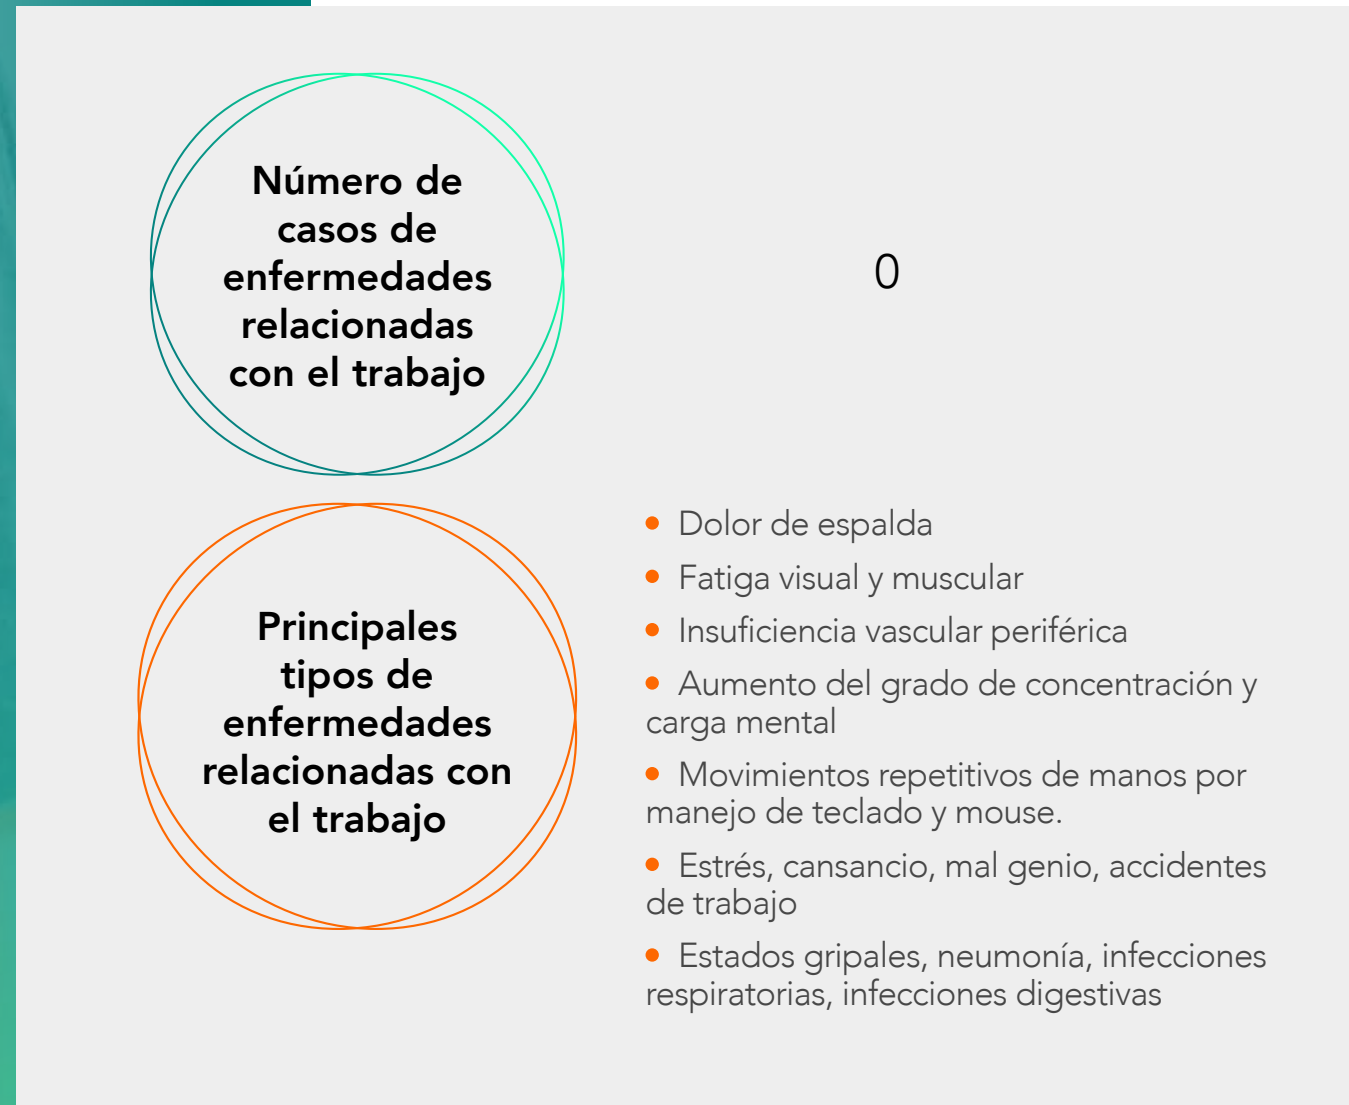 Número de
casos de
enfermedades
relacionadas
con el trabajo
0
Principales
tipos de
enfermedades
relacionadas con
el trabajo
• Dolor de espalda
• Fatiga visual y muscular
• Insuficiencia vascular periférica
• Aumento del grado de concentración y
carga mental
• Movimientos repetitivos de manos por
manejo de teclado y mouse.
• Estrés, cansancio, mal genio, accidentes
de trabajo
• Estados gripales, neumonía, infecciones
respiratorias, infecciones digestivas